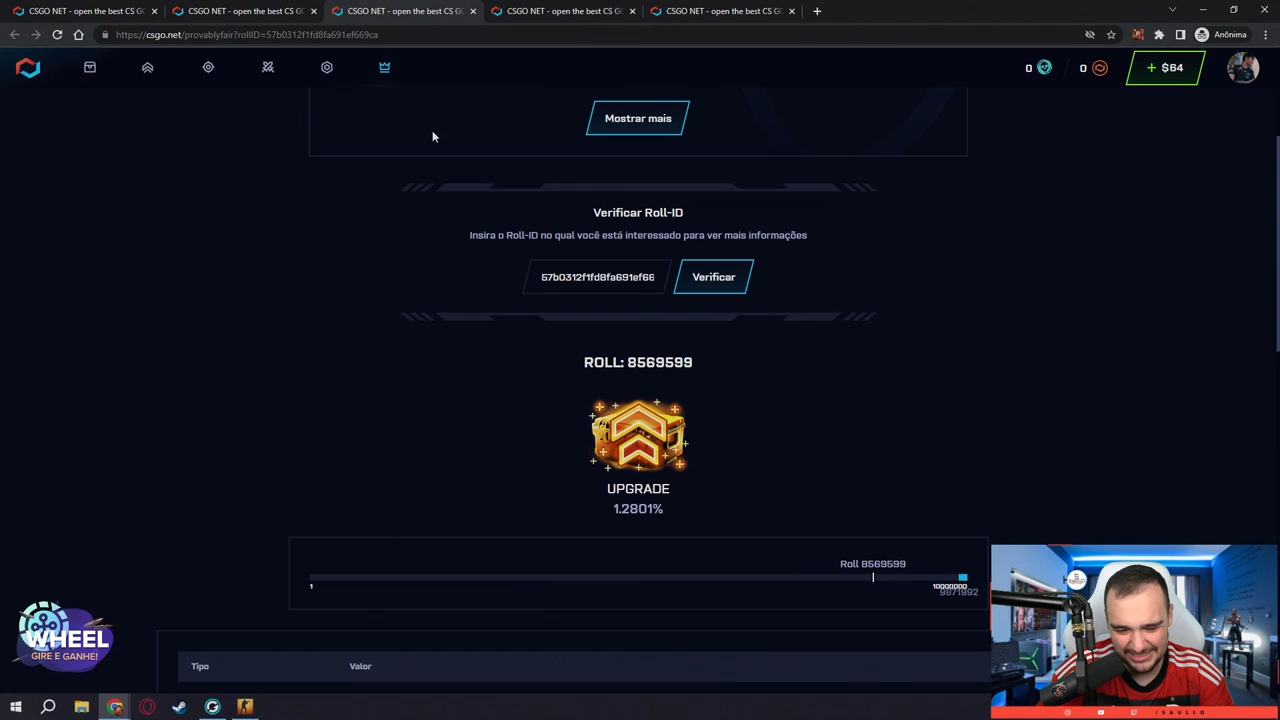 CSGO NET - open the best CS G
CSGO NET - open the best CS G
CSGO NET - open the best CS G
CSGO NET - open the best CS G
CSGO NET - open the best CS G
https://csgo.net/provablyfair?rollID=57b0312f1fd8fa691ef669ca
Anônima
0
0
+ $64
Mostrar mais
Verificar Roll-ID
Insira o Roll-ID no qual você está interessado para ver mais informações
57b0312f1fd8fa691ef66
Verificar
ROLL: 8569599
UPGRADE
1.2801%
Roll 8569599
1
10000000
9871992
WHEEL
GIRE E GANHE!
Tipo
Valor
/SAULLO